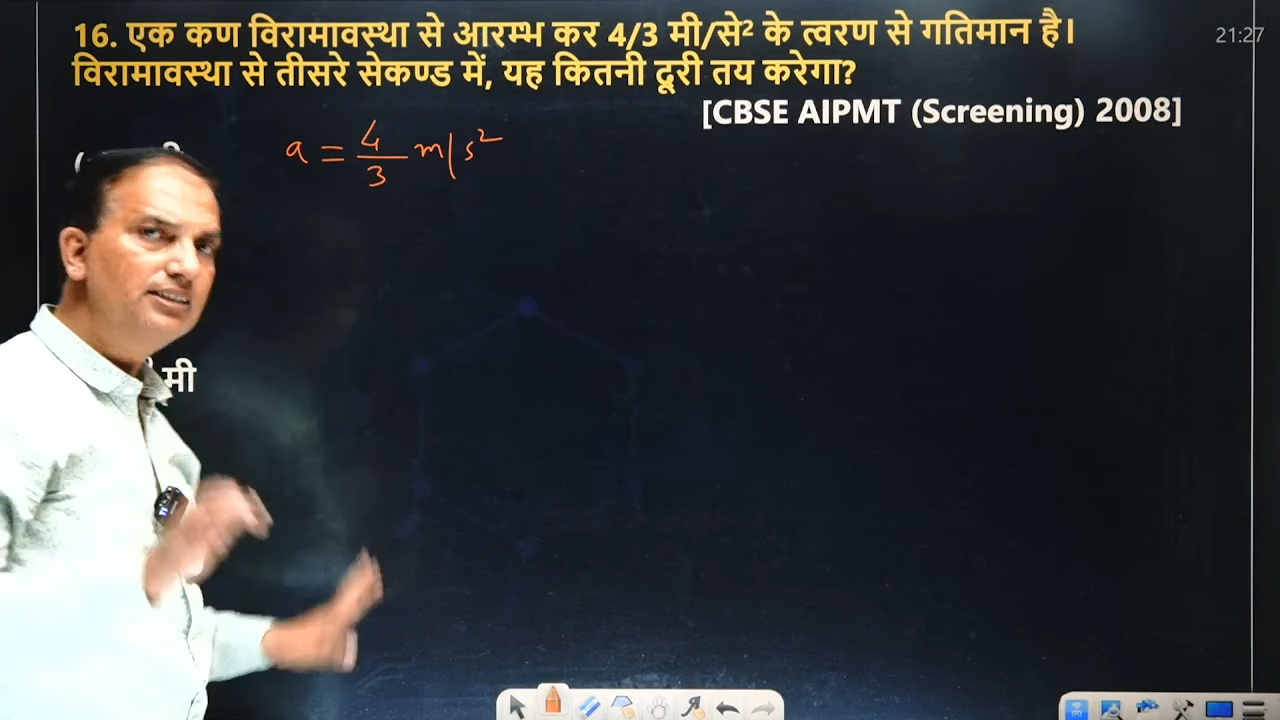 16. एक कण विरामावस्था से आरम्भ कर 4/3 मी/से² के त्वरण से गतिमान है।
21:27
विरामावस्था से तीसरे सेकण्ड में, यह कितनी दूरी तय करेगा?
[CBSE AIPMT (Screening) 2008]
a = 4/3 m/s²
मी